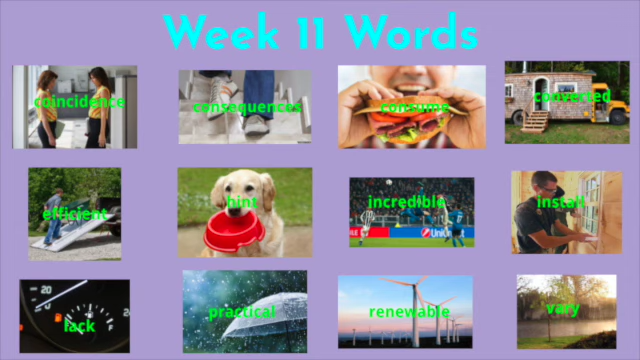 Week 11 Words
coincidence
consequences
consume
converted
efficient
hint
incredible
install
lack
practical
renewable
vary